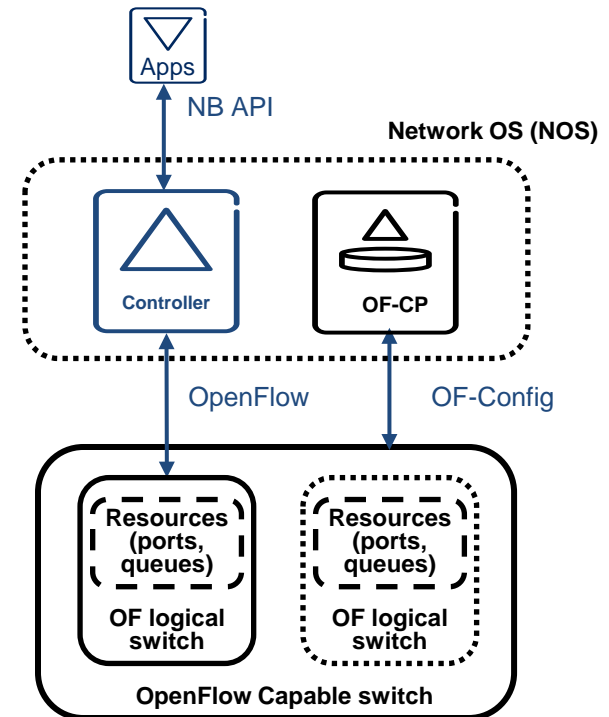 Apps
NB API
Network OS (NOS)
Controller
OF-CP
OpenFlow
OF-Config
Resources
(ports,
queues)
OF logical
switch
Resources
(ports,
queues)
OF logical
switch
OpenFlow Capable switch